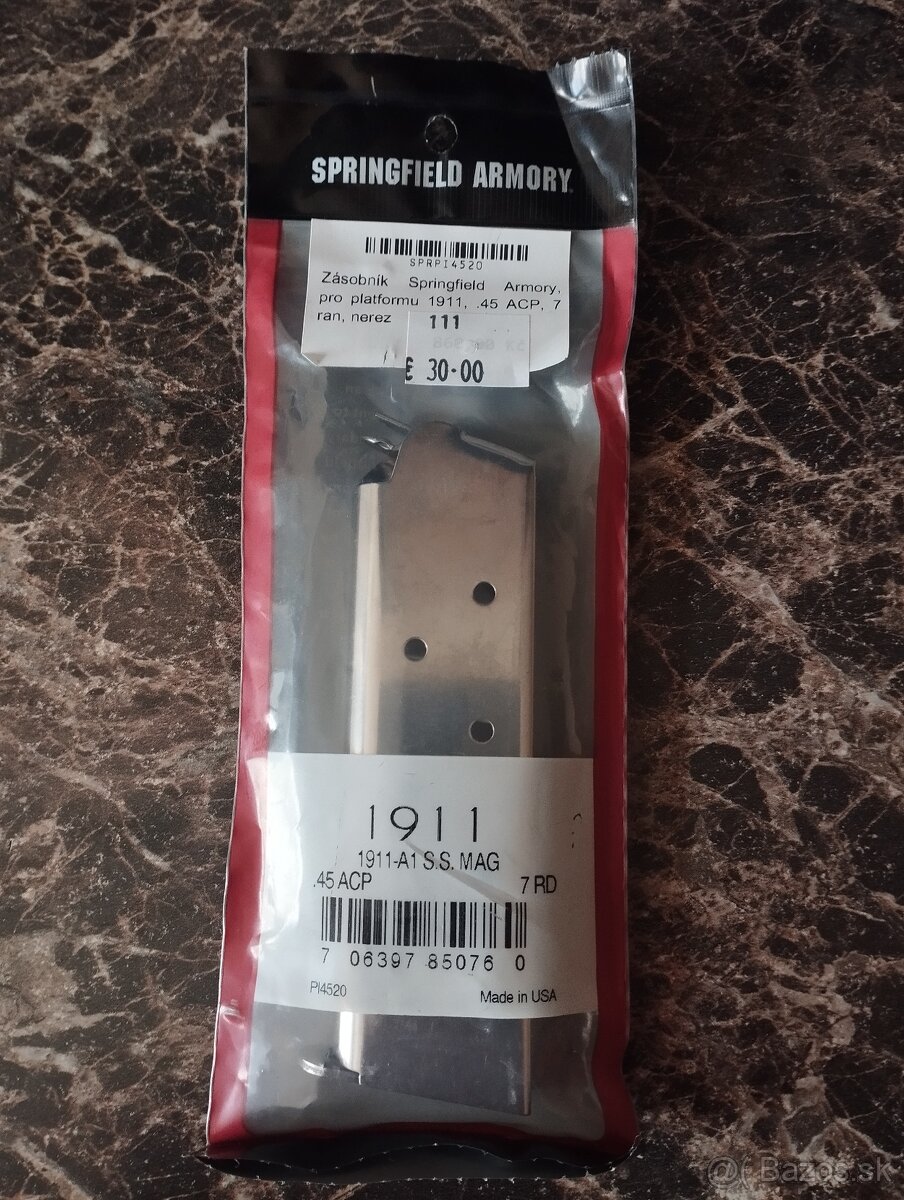 SPRINGFIELD ARMORY
SPRPI4520
Zásobník Springfield Armory,
pro platformu 1911, .45 ACP, 7
ran, nerez
111
€ 30.00
1911
1911-A1 S.S. MAG
.45 ACP 7 RD
7 06397 85076 0
PI4520 Made in USA
@ Bazos.sk